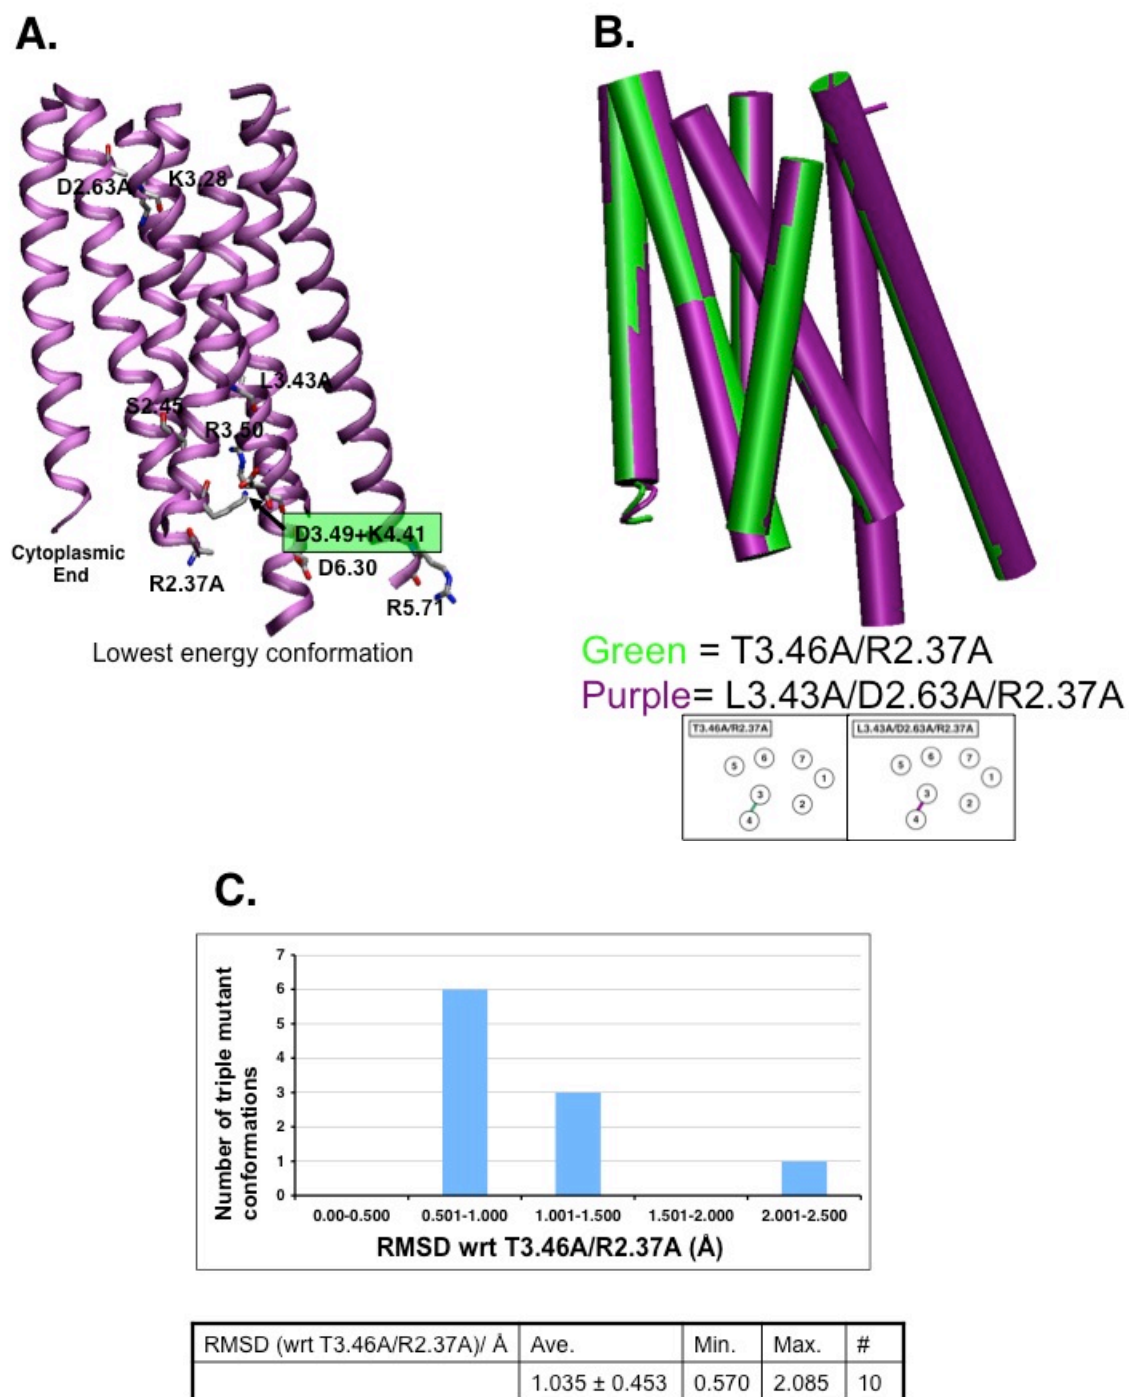 A.
D2.63A
K3.28
L3.43A
S2.45
R3.50
D3.49+K4.41
Cytoplasmic
End
D6.30
R2.37A
R5.71
Lowest energy conformation
B.
Green = T3.46A/R2.37A
Purple= L3.43A/D2.63A/R2.37A
T3.46A/R2.37A
5 6 7 1 3 2 4
L3.43A/D2.63A/R2.37A
5 6 7 1 3 2 4
C.
Number of triple mutant
conformations
7
6
5
4
3
2
1
0
0.00-0.500 0.501-1.000 1.001-1.500 1.501-2.000 2.001-2.500
RMSD wrt T3.46A/R2.37A (Å)
RMSD (wrt T3.46A/R2.37A)/ Å Ave. Min. Max. #
1.035 ± 0.453 0.570 2.085 10